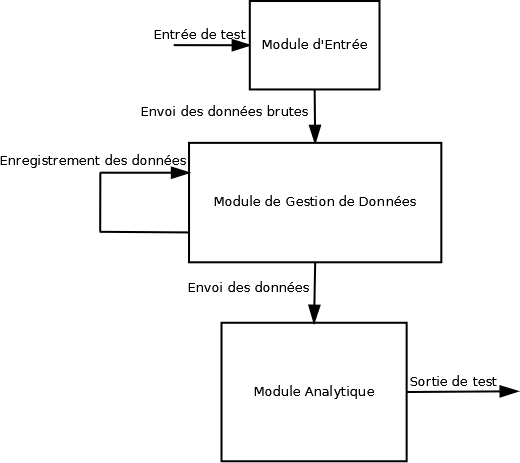 Entrée de test
Module d'Entrée
Envoi des données brutes
Enregistrement des données
Module de Gestion de Données
Envoi des données
Module Analytique
Sortie de test